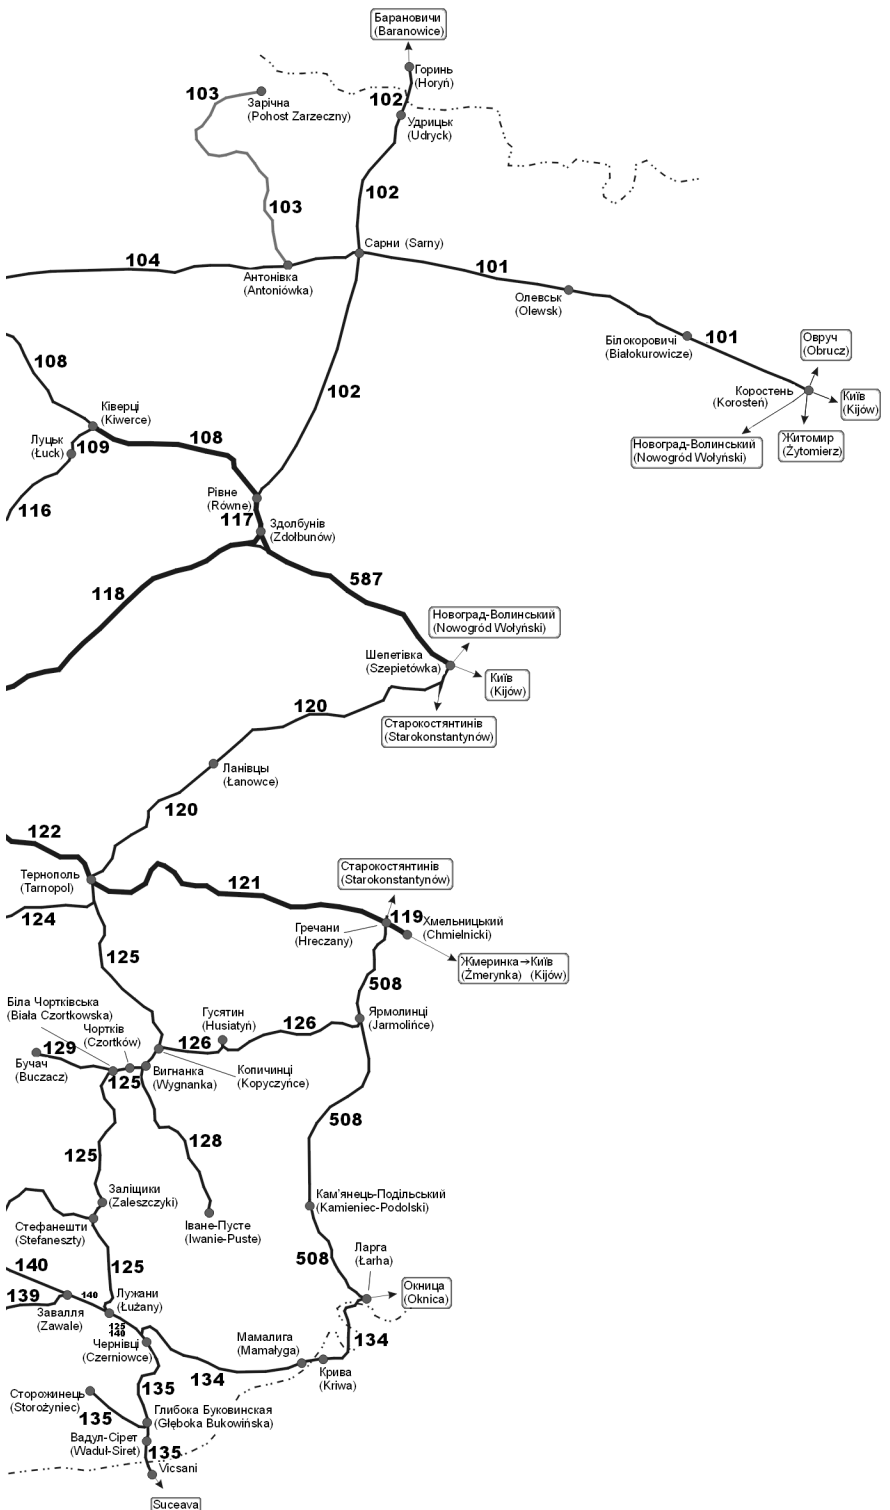 Барановичи
(Baranowice)
Горинь
(Horyń)
103
Зарічна
(Pohost Zarzeczny)
102
Удрицьк
(Udryck)
102
103
Сарни (Sarny)
104
Антонівка
(Antoniówka)
101
Олевськ
(Olewsk)
Білокоровичі
(Białokurowicze)
101
Овруч
(Obrucz)
108
102
Коростень
(Korosteń)
Київ
(Kijów)
Ківерці
(Kiwerce)
Луцьк
(Łuck)
109
108
Новоград-Волинський
(Nowogród Wołyński)
Житомир
(Żytomierz)
116
Рівне
(Równe)
117
Здолбунів
(Zdołbunów)
118
587
Новоград-Волинський
(Nowogród Wołyński)
Шепетівка
(Szepietówka)
Київ
(Kijów)
120
Старокостянтинів
(Starokonstantynów)
Ланівцы
(Łanowce)
120
122
Тернополь
(Tarnopol)
121
Старокостянтинів
(Starokonstantynów)
124
119
Гречани
(Hreczany)
Хмельницький
(Chmielnicki)
125
Жмеринка→Київ
(Żmerynka) (Kijów)
508
Біла Чортківська
(Biała Czortkowska)
Чортків
(Czortków)
Гусятин
(Husiatyń)
126
Ярмолинці
(Jarmolińce)
129
126
Бучач
(Buczacz)
125
Вигнанка
(Wygnanka)
Копичинці
(Kopyczyńce)
508
128
125
Заліщики
(Zaleszczyki)
Стефанешти
(Stefaneszty)
Іване-Пусте
(Iwanie-Puste)
Кам'янець-Подільський
(Kamieniec-Podolski)
508
Ларга
(Łarha)
125
140
139
140
Завалля
(Zawale)
Лужани
(Łużany)
Окница
(Oknica)
125
140
Чернівці
(Czerniowce)
134
Мамалига
(Mamałyga)
134
Крива
(Kriwa)
135
Сторожинець
(Storożyniec)
135
Глибока Буковинская
(Głęboka Bukowińska)
Вадул-Сірет
(Waduł-Siret)
135
Vicsani
Suceava